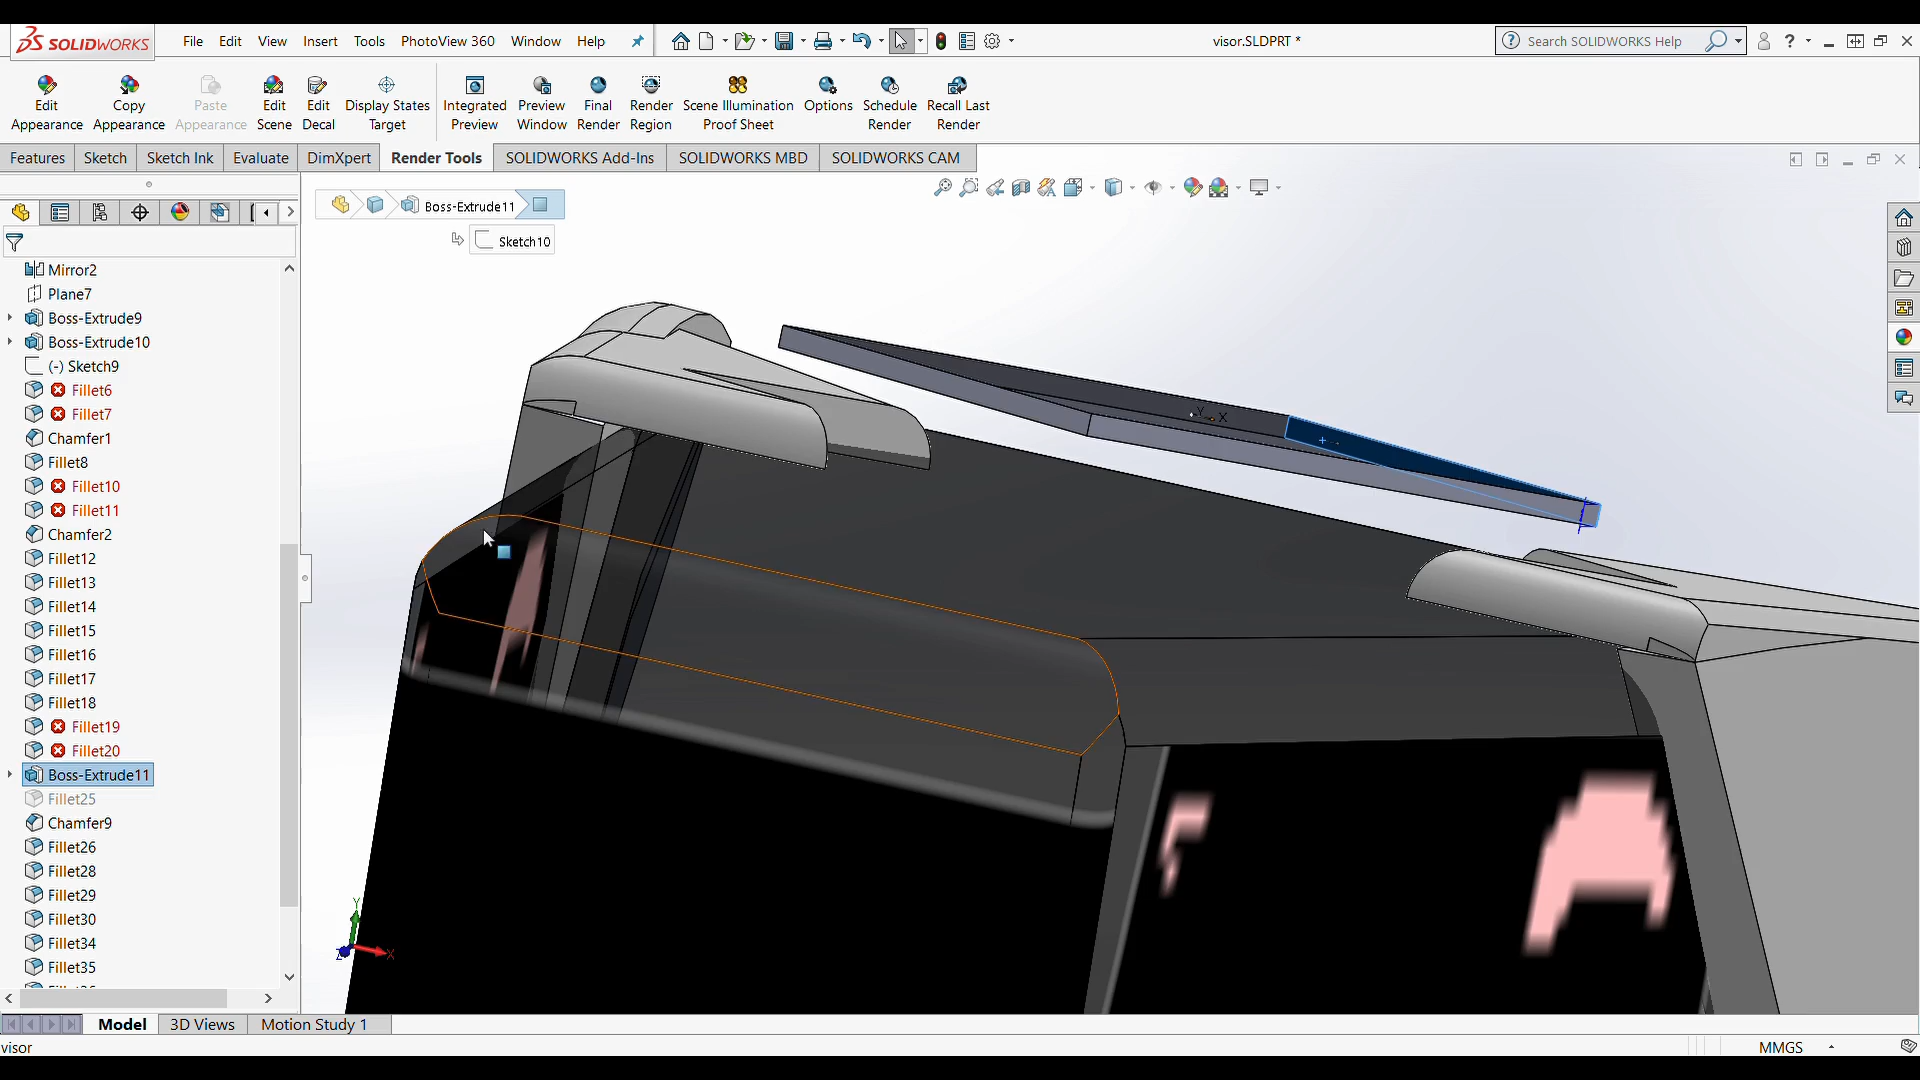 SOLIDWORKS File Edit View Insert Tools PhotoView 360 Window Help visor.SLDPRT * Search SOLIDWORKS Help ?
Edit Appearance
Copy Appearance
Paste Appearance
Edit Scene
Edit Decal
Display States Target
Integrated Preview
Preview Window
Final Render
Render Region
Scene Illumination Proof Sheet
Options
Schedule Render
Recall Last Render
Features Sketch Sketch Ink Evaluate DimXpert Render Tools SOLIDWORKS Add-Ins SOLIDWORKS MBD SOLIDWORKS CAM
Boss-Extrude11
Sketch10
Mirror2
Plane7
Boss-Extrude9
Boss-Extrude10
(-) Sketch9
Fillet6
Fillet7
Chamfer1
Fillet8
Fillet10
Fillet11
Chamfer2
Fillet12
Fillet13
Fillet14
Fillet15
Fillet16
Fillet17
Fillet18
Fillet19
Fillet20
Boss-Extrude11
Fillet25
Chamfer9
Fillet26
Fillet28
Fillet29
Fillet30
Fillet34
Fillet35
Y X
Y
X
Z
Model 3D Views Motion Study 1
visor MMGS